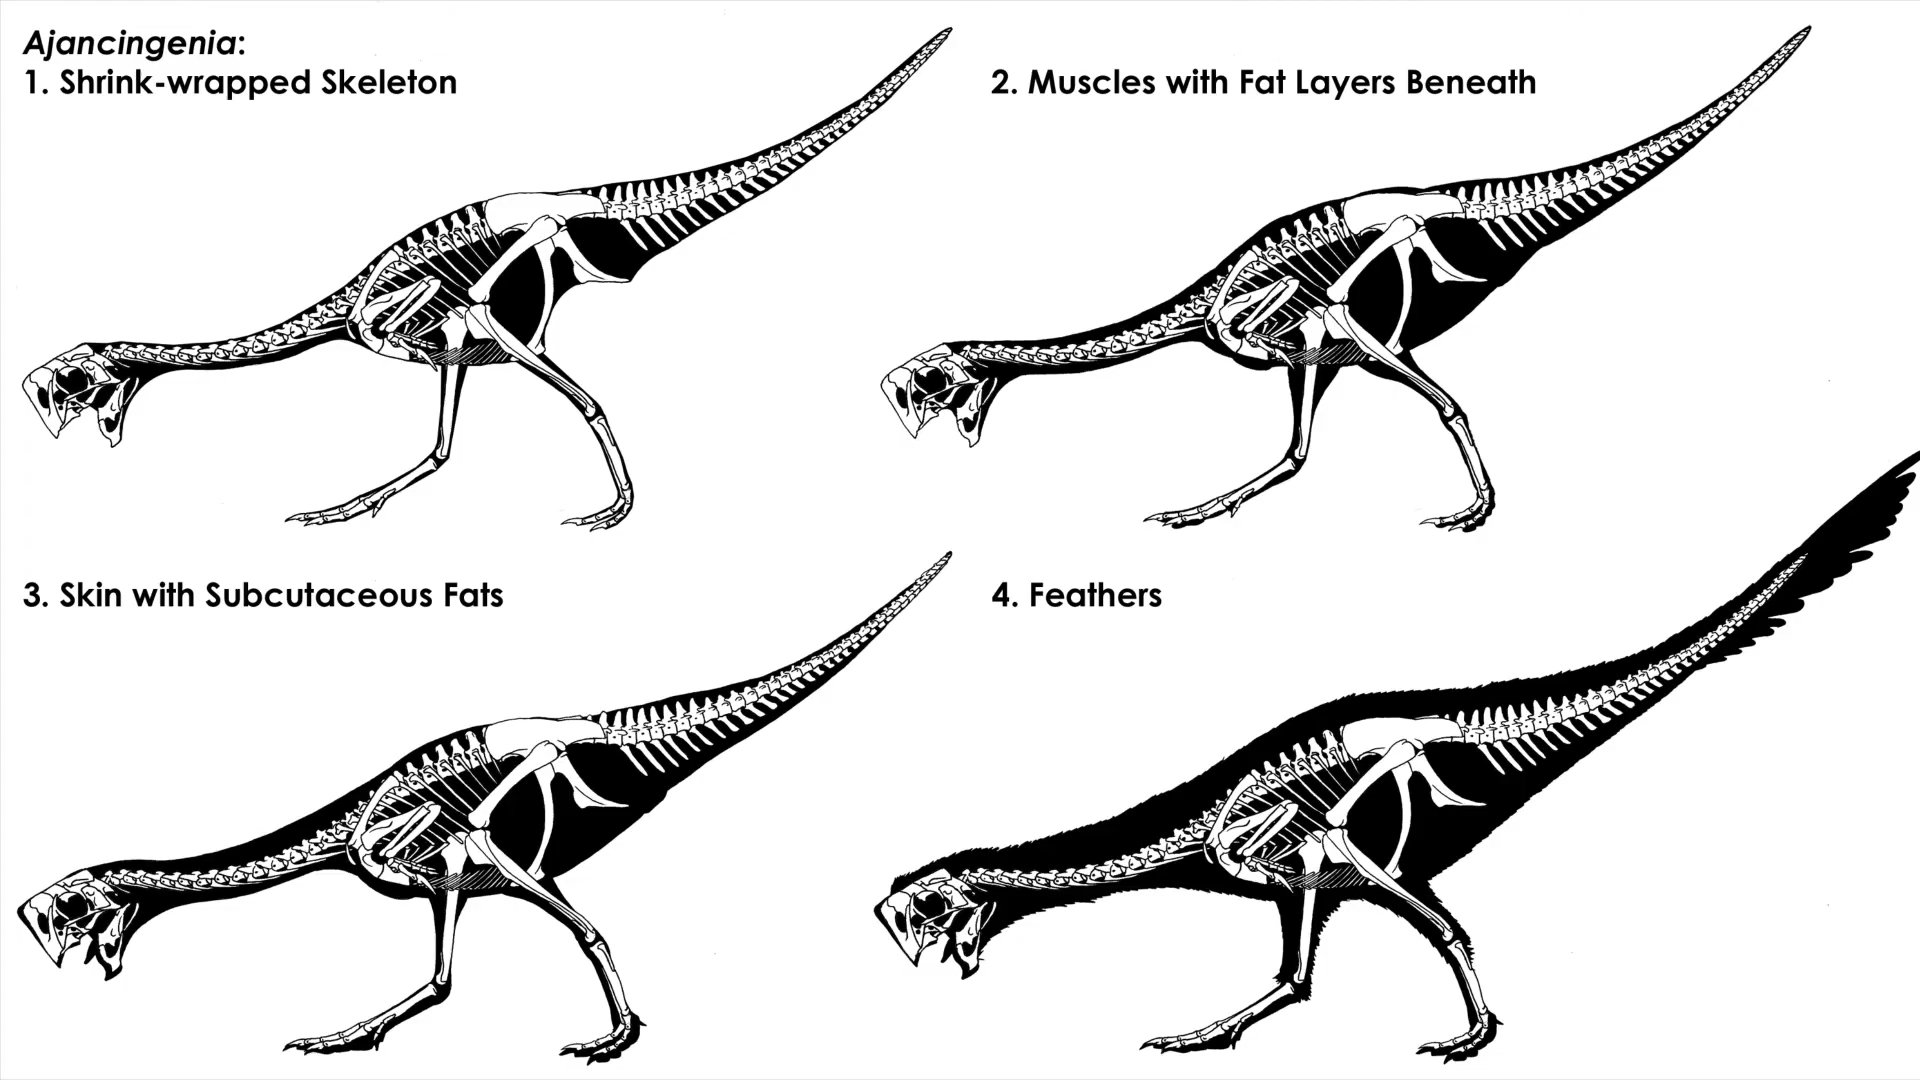 Ajancingenia:
1. Shrink-wrapped Skeleton
2. Muscles with Fat Layers Beneath
3. Skin with Subcutaceous Fats
4. Feathers